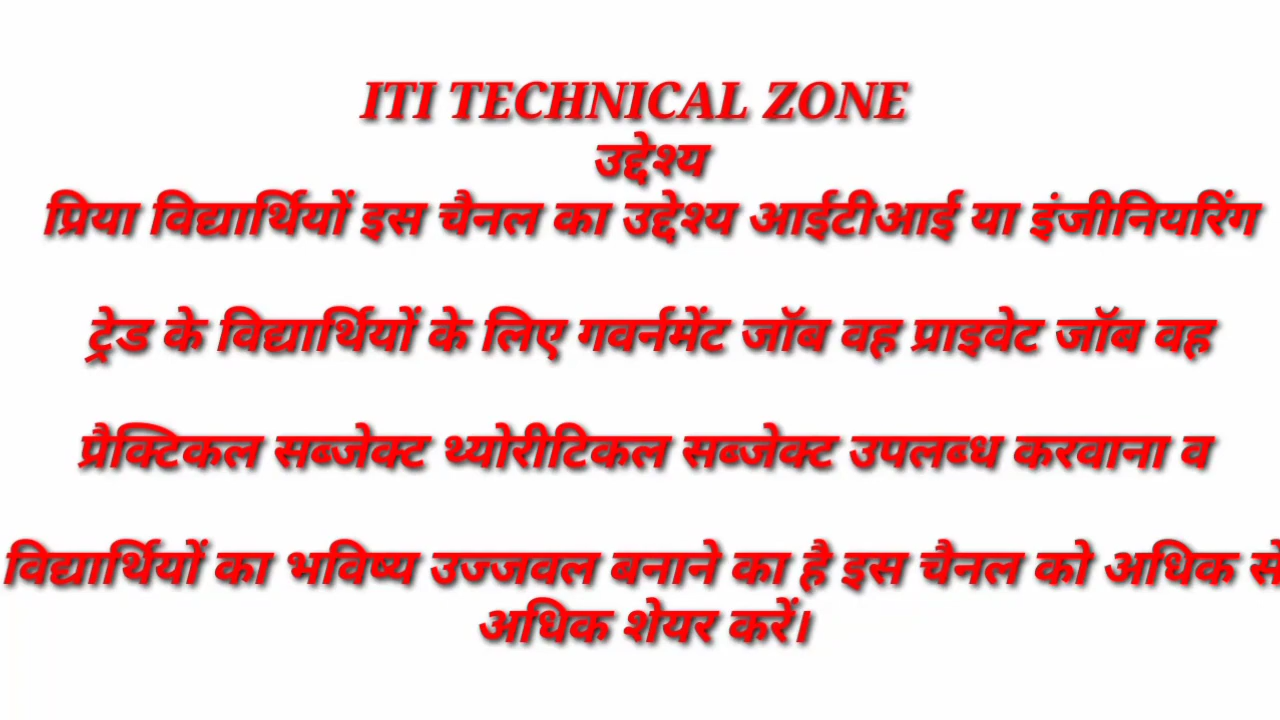 ITI TECHNICAL ZONE
उद्देश्य
प्रिया विद्यार्थियों इस चैनल का उद्देश्य आईटीआई या इंजीनियरिंग
ट्रेड के विद्यार्थियों के लिए गवर्नमेंट जॉब वह प्राइवेट जॉब वह
प्रैक्टिकल सब्जेक्ट थ्योरीटिकल सब्जेक्ट उपलब्ध करवाना व
विद्यार्थियों का भविष्य उज्जवल बनाने का है इस चैनल को अधिक से
अधिक शेयर करें।